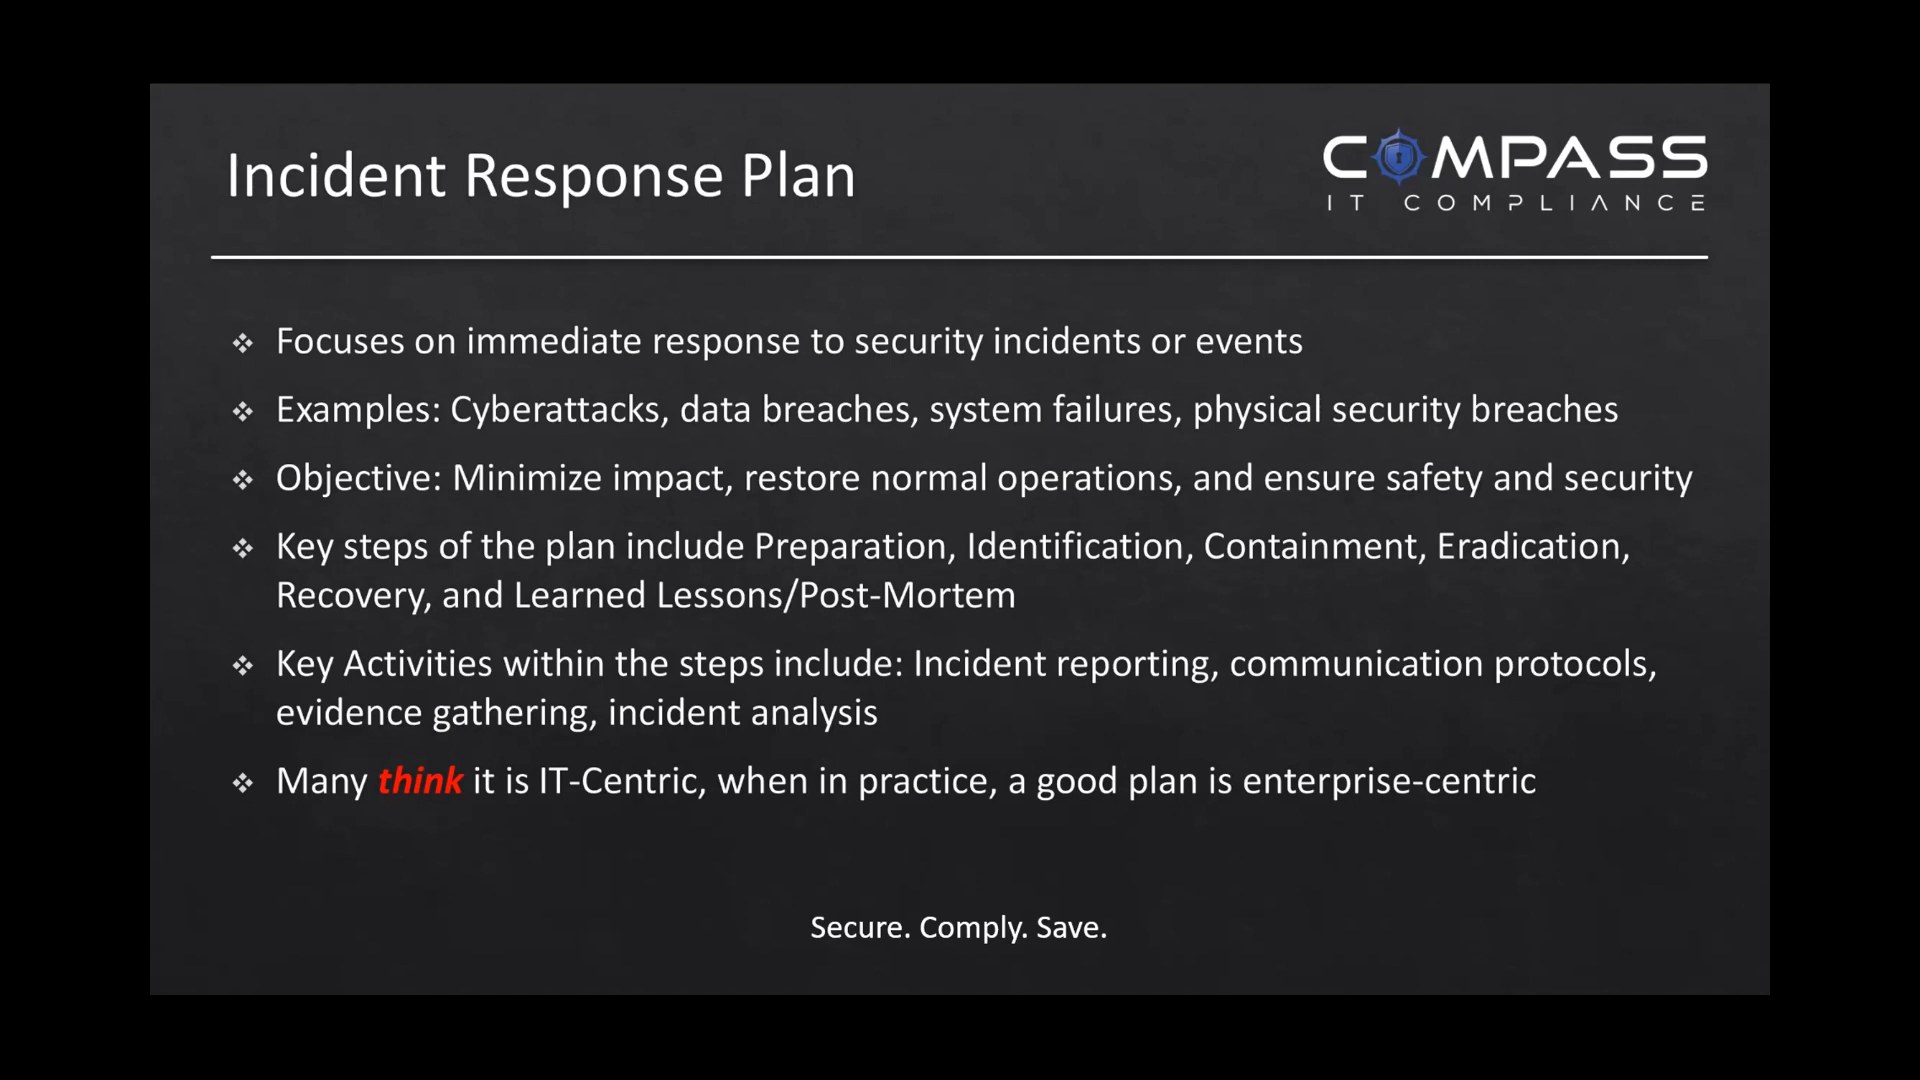 Incident Response Plan
COMPASS
IT COMPLIANCE
❖ Focuses on immediate response to security incidents or events
❖ Examples: Cyberattacks, data breaches, system failures, physical security breaches
❖ Objective: Minimize impact, restore normal operations, and ensure safety and security
❖ Key steps of the plan include Preparation, Identification, Containment, Eradication,
Recovery, and Learned Lessons/Post-Mortem
❖ Key Activities within the steps include: Incident reporting, communication protocols,
evidence gathering, incident analysis
❖ Many think it is IT-Centric, when in practice, a good plan is enterprise-centric
Secure. Comply. Save.